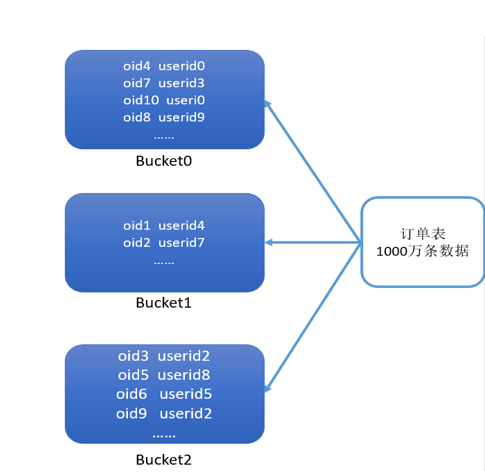 oid4 userid0
oid7 userid3
oid10 useri0
oid8 userid9
......
Bucket0
oid1 userid4
oid2 userid7
......
Bucket1
oid3 userid2
oid5 userid8
oid6 userid5
oid9 userid2
......
Bucket2
订单表
1000万条数据